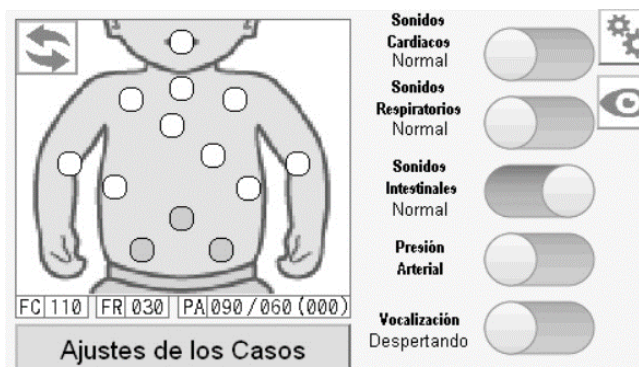 Sonidos
Cardiacos
Normal
Sonidos
Respiratorios
Normal
Sonidos
Intestinales
Normal
Presión
Arterial
Vocalización
Despertando
FC 110 FR 030 PA 090/060 (000)
Ajustes de los Casos